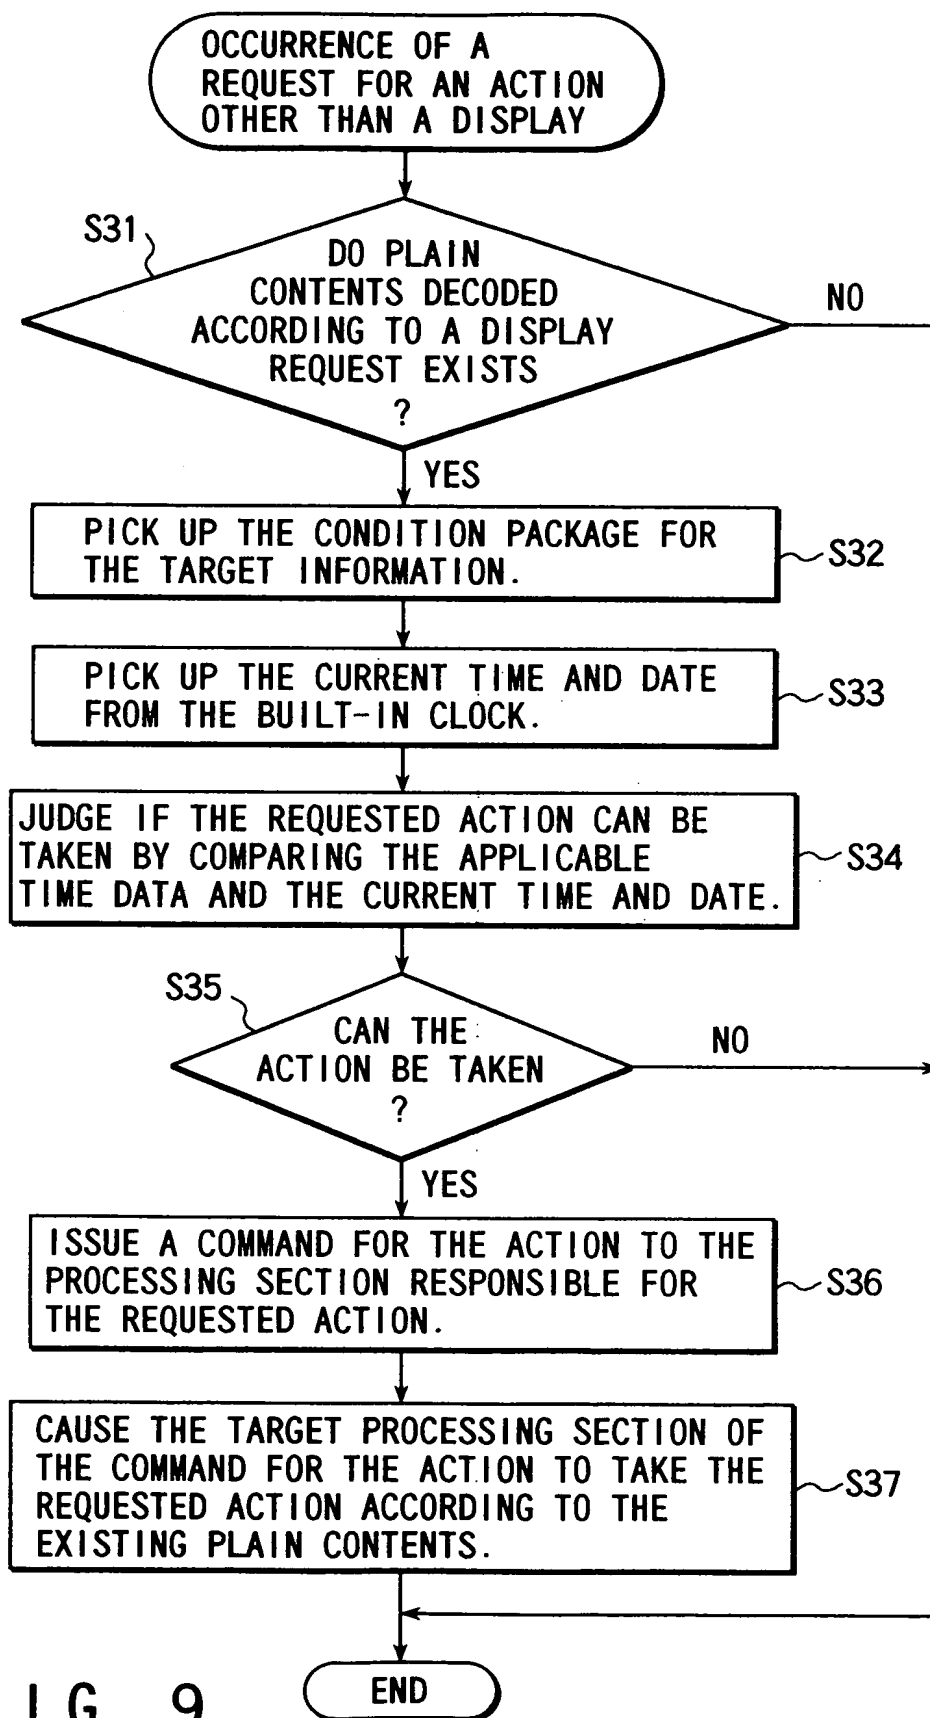 OCCURRENCE OF A
REQUEST FOR AN ACTION
OTHER THAN A DISPLAY
S31
DO PLAIN
CONTENTS DECODED
ACCORDING TO A DISPLAY
REQUEST EXISTS
?
NO
YES
PICK UP THE CONDITION PACKAGE FOR
THE TARGET INFORMATION.
S32
PICK UP THE CURRENT TIME AND DATE
FROM THE BUILT-IN CLOCK.
S33
JUDGE IF THE REQUESTED ACTION CAN BE
TAKEN BY COMPARING THE APPLICABLE
TIME DATA AND THE CURRENT TIME AND DATE.
S34
S35
CAN THE
ACTION BE TAKEN
?
NO
YES
ISSUE A COMMAND FOR THE ACTION TO THE
PROCESSING SECTION RESPONSIBLE FOR
THE REQUESTED ACTION.
S36
CAUSE THE TARGET PROCESSING SECTION OF
THE COMMAND FOR THE ACTION TO TAKE THE
REQUESTED ACTION ACCORDING TO THE
EXISTING PLAIN CONTENTS.
S37
END
IG. 9